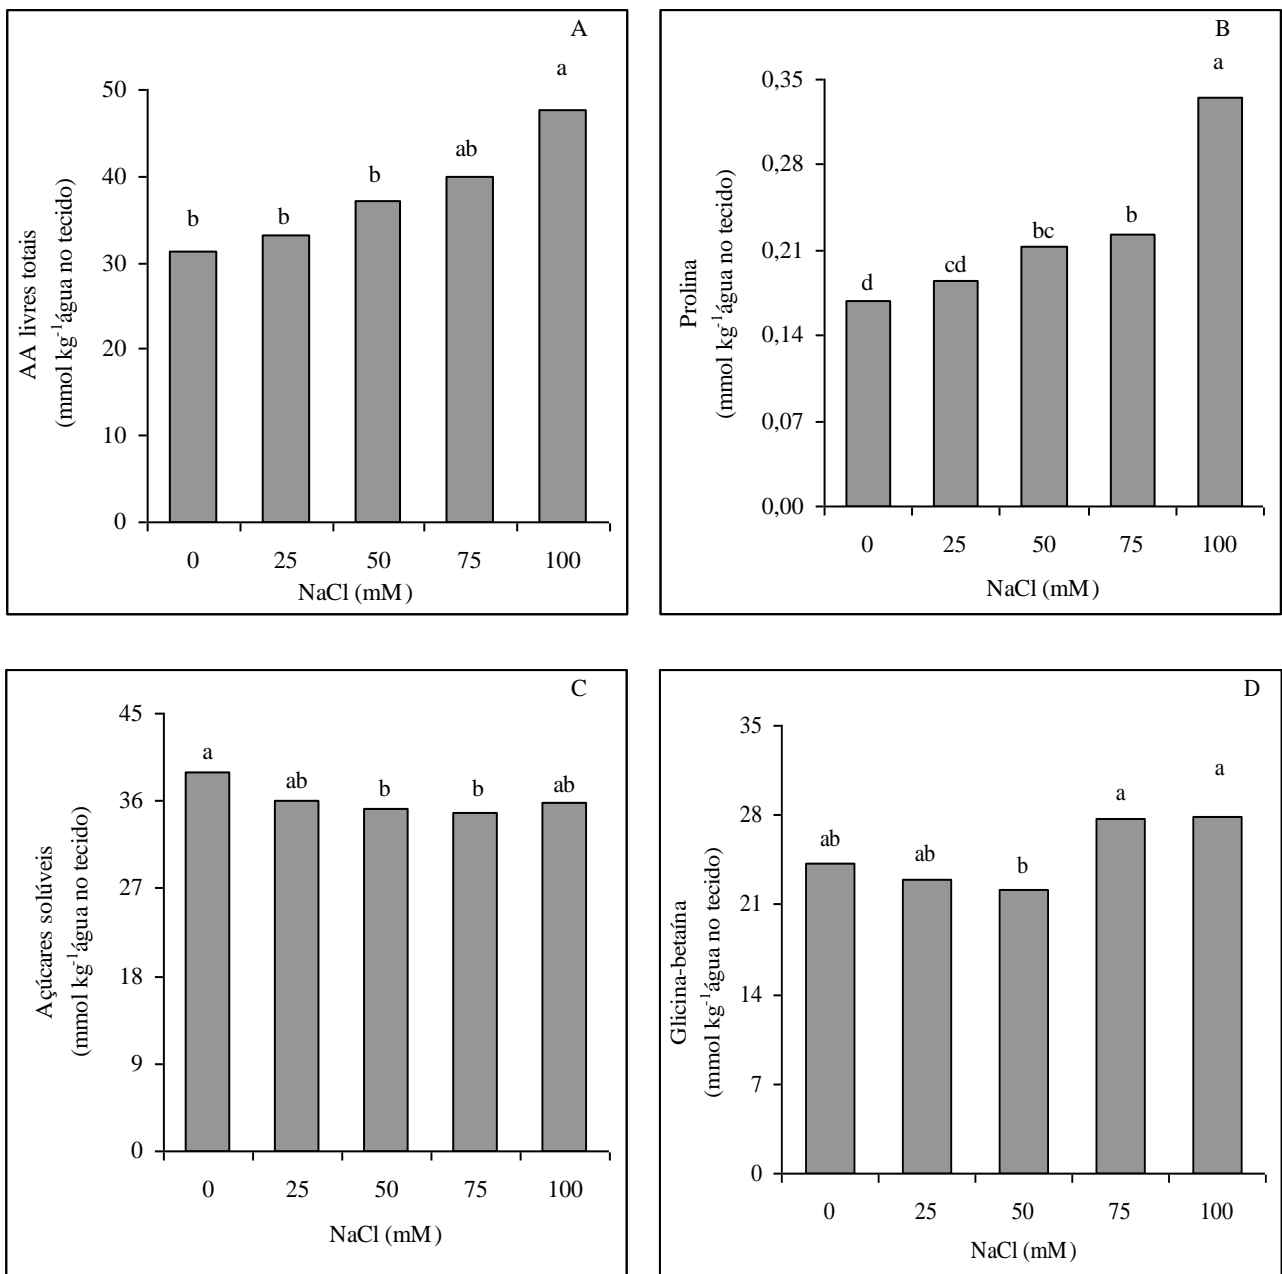 A
a
50
ab
40
b
b
b
30
20
10
0
AA livres totais
(mmol kg⁻¹água no tecido)
0 25 50 75 100
NaCl (mM)
B
a
0,35
0,28
b
bc
0,21
cd
d
0,14
0,07
0,00
Prolina
(mmol kg⁻¹água no tecido)
0 25 50 75 100
NaCl (mM)
C
45
a
ab b b ab
36
27
18
9
0
Açúcares solúveis
(mmol kg⁻¹água no tecido)
0 25 50 75 100
NaCl (mM)
D
35
a
a
28
ab
ab
b
21
14
7
0
Glicina-betaína
(mmol kg⁻¹água no tecido)
0 25 50 75 100
NaCl (mM)